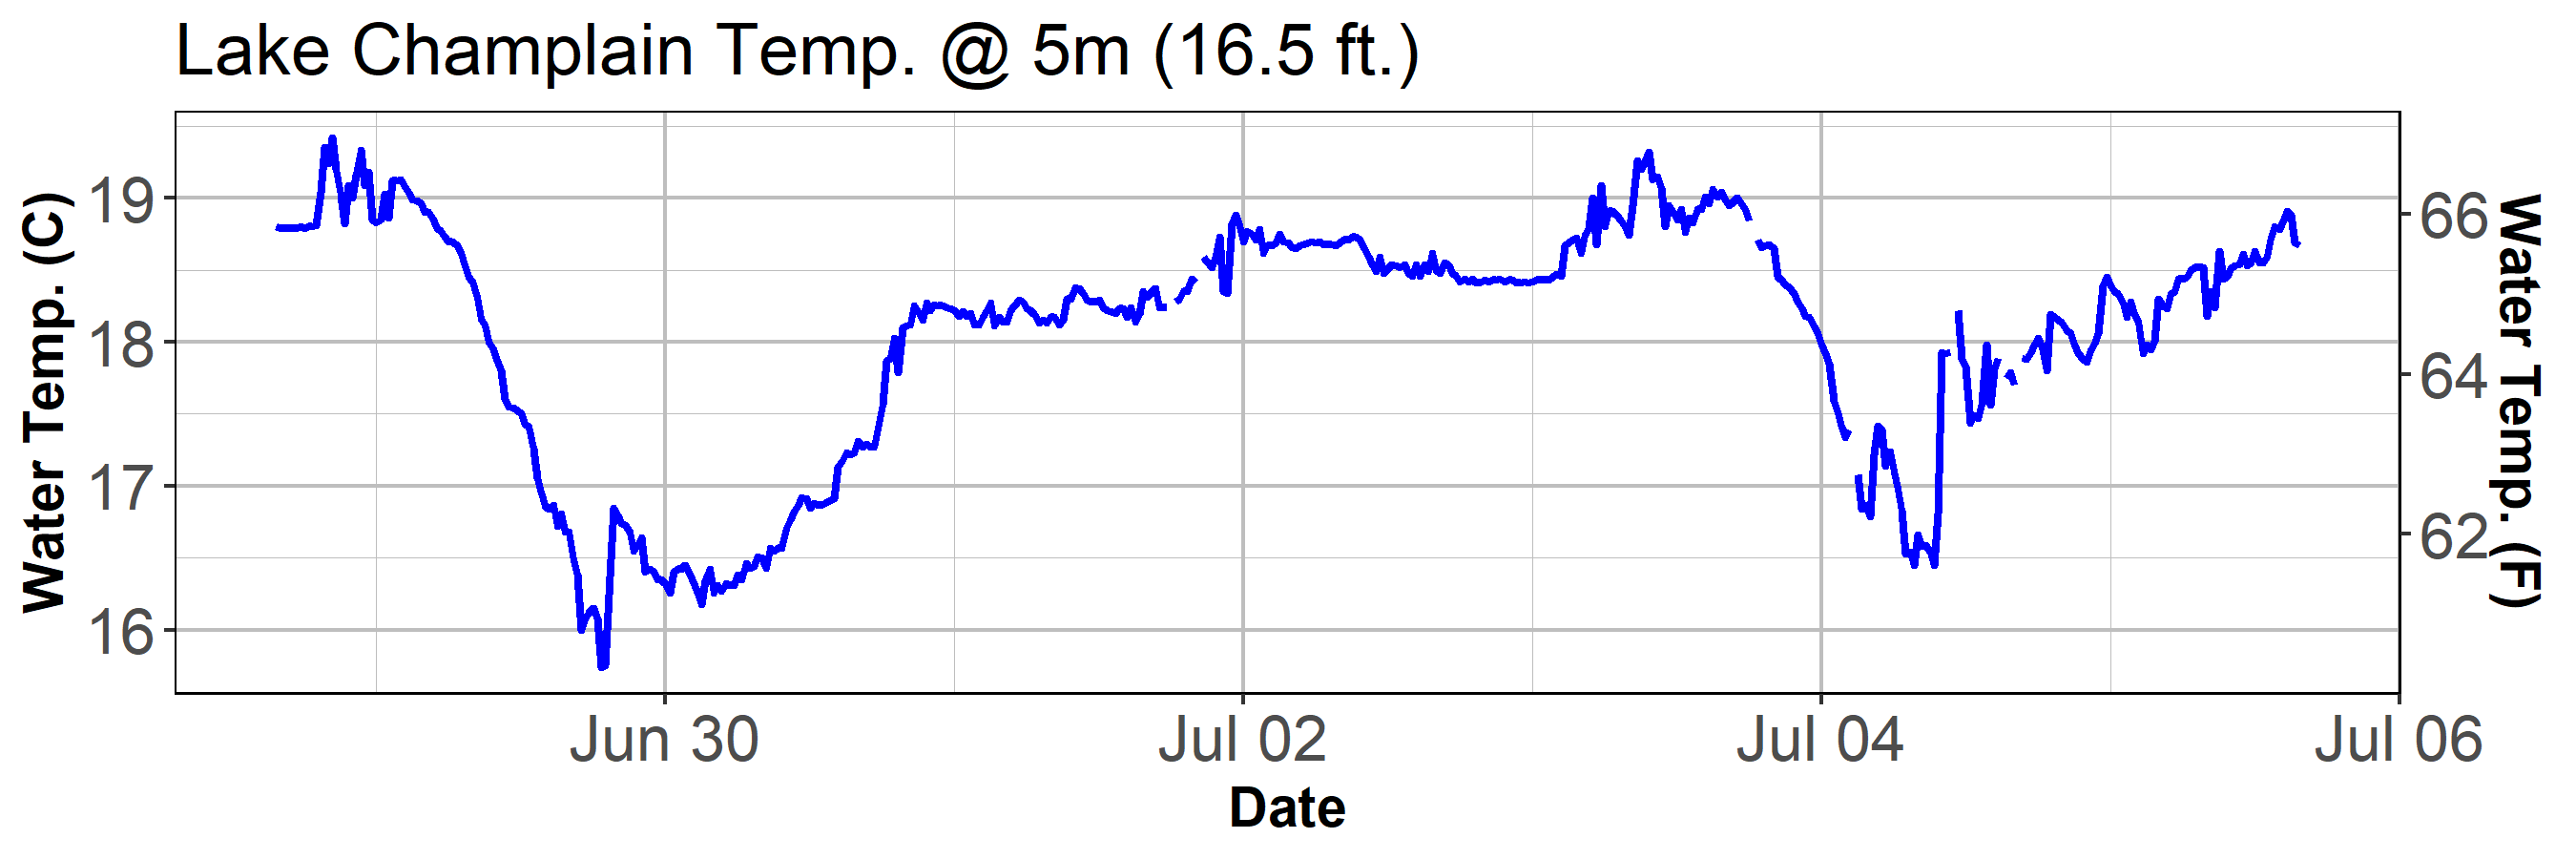 Lake Champlain Temp. @ 5m (16.5 ft.)
Water Temp. (C)
19
18
17
16
66
64
62
Water Temp. (F)
Jun 30
Jul 02
Jul 04
Jul 06
Date